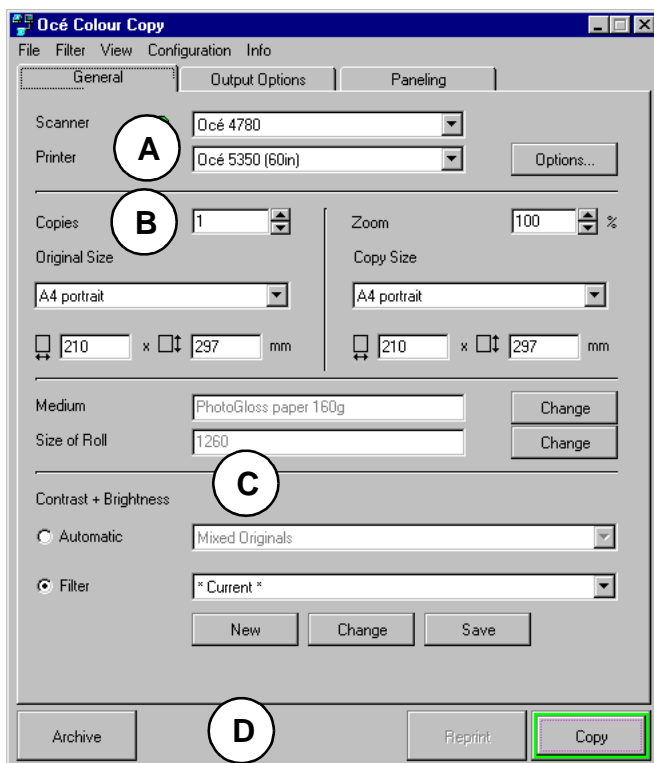 Océ Colour Copy
File Filter View Configuration Info
General Output Options Paneling
Scanner Océ 4780
A
Printer Océ 5350 (60in) Options...
Copies B 1 Zoom 100 %
Original Size Copy Size
A4 portrait A4 portrait
210 x 297 mm 210 x 297 mm
Medium PhotoGloss paper 160g Change
Size of Roll 1260 Change
C
Contrast + Brightness
Automatic Mixed Originals
Filter * Current *
New Change Save
Archive D Reprint Copy